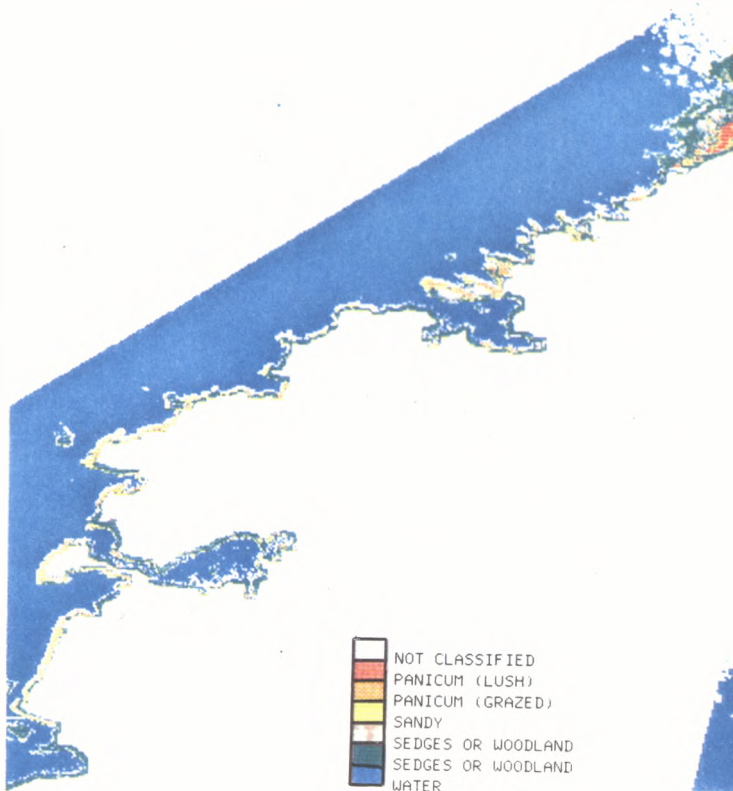 NOT CLASSIFIED
PANICUM (LUSH)
PANICUM (GRAZED)
SANDY
SEDGES OR WOODLAND
SEDGES OR WOODLAND
WATER